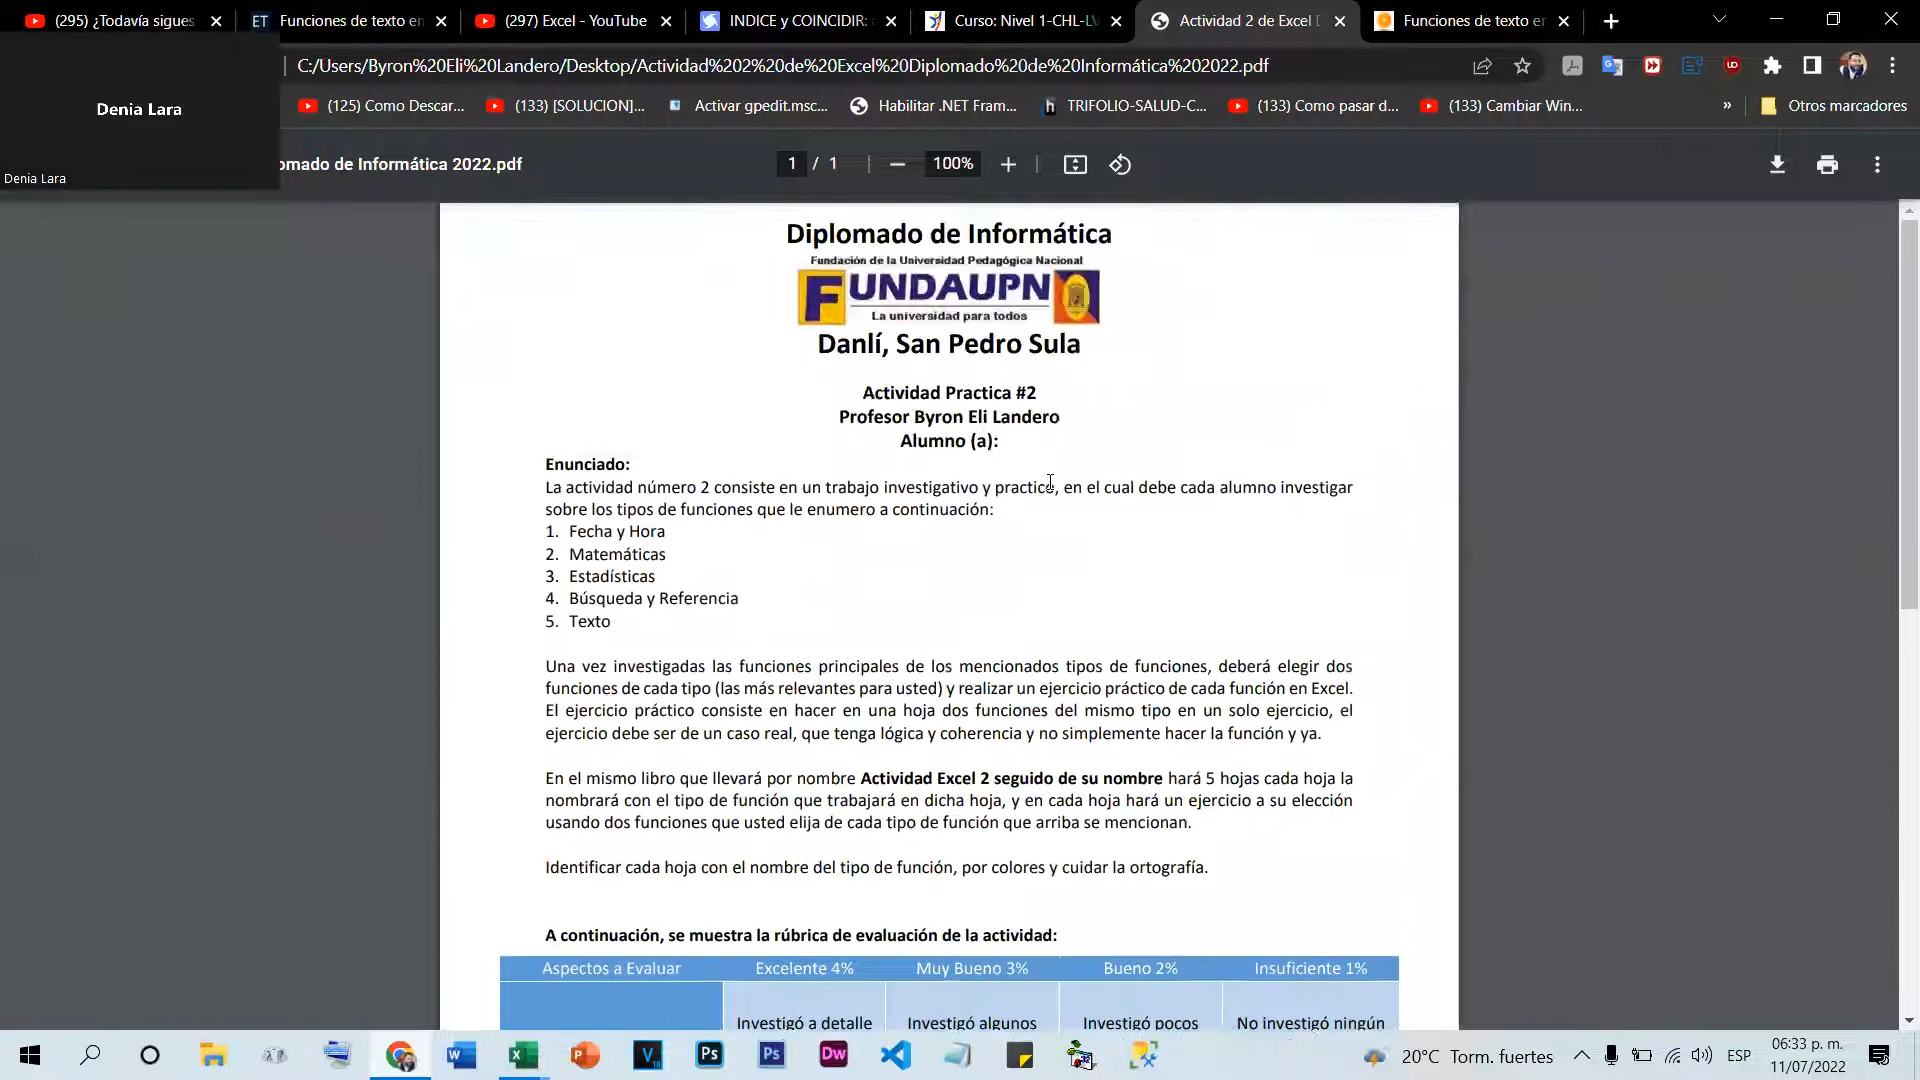 (295) ¿Todavía sigues
Funciones de texto en
(297) Excel - YouTube
INDICE y COINCIDIR:
Curso: Nivel 1-CHL-LV
Actividad 2 de Excel D
Funciones de texto en
C:/Users/Byron%20Eli%20Landero/Desktop/Actividad%202%20de%20Excel%20Diplomado%20de%20Informática%202022.pdf
Denia Lara
(125) Como Descar...
(133) [SOLUCION]...
Activar gpedit.msc...
Habilitar .NET Fram...
TRIFOLIO-SALUD-C...
(133) Como pasar d...
(133) Cambiar Win...
»
Otros marcadores
Denia Lara
omado de Informática 2022.pdf
1 / 1
100%
Diplomado de Informática
Fundación de la Universidad Pedagógica Nacional
FUNDAUPN
La universidad para todos
Danlí, San Pedro Sula
Actividad Practica #2
Profesor Byron Eli Landero
Alumno (a):
Enunciado:
La actividad número 2 consiste en un trabajo investigativo y practico, en el cual debe cada alumno investigar
sobre los tipos de funciones que le enumero a continuación:
1. Fecha y Hora
2. Matemáticas
3. Estadísticas
4. Búsqueda y Referencia
5. Texto
Una vez investigadas las funciones principales de los mencionados tipos de funciones, deberá elegir dos
funciones de cada tipo (las más relevantes para usted) y realizar un ejercicio práctico de cada función en Excel.
El ejercicio práctico consiste en hacer en una hoja dos funciones del mismo tipo en un solo ejercicio, el
ejercicio debe ser de un caso real, que tenga lógica y coherencia y no simplemente hacer la función y ya.
En el mismo libro que llevará por nombre Actividad Excel 2 seguido de su nombre hará 5 hojas cada hoja la
nombrará con el tipo de función que trabajará en dicha hoja, y en cada hoja hará un ejercicio a su elección
usando dos funciones que usted elija de cada tipo de función que arriba se mencionan.
Identificar cada hoja con el nombre del tipo de función, por colores y cuidar la ortografía.
A continuación, se muestra la rúbrica de evaluación de la actividad:
Aspectos a Evaluar
Excelente 4%
Muy Bueno 3%
Bueno 2%
Insuficiente 1%
Investigó a detalle
Investigó algunos
Investigó pocos
No investigó ningún
20°C Torm. fuertes
ESP
06:33 p. m.
11/07/2022